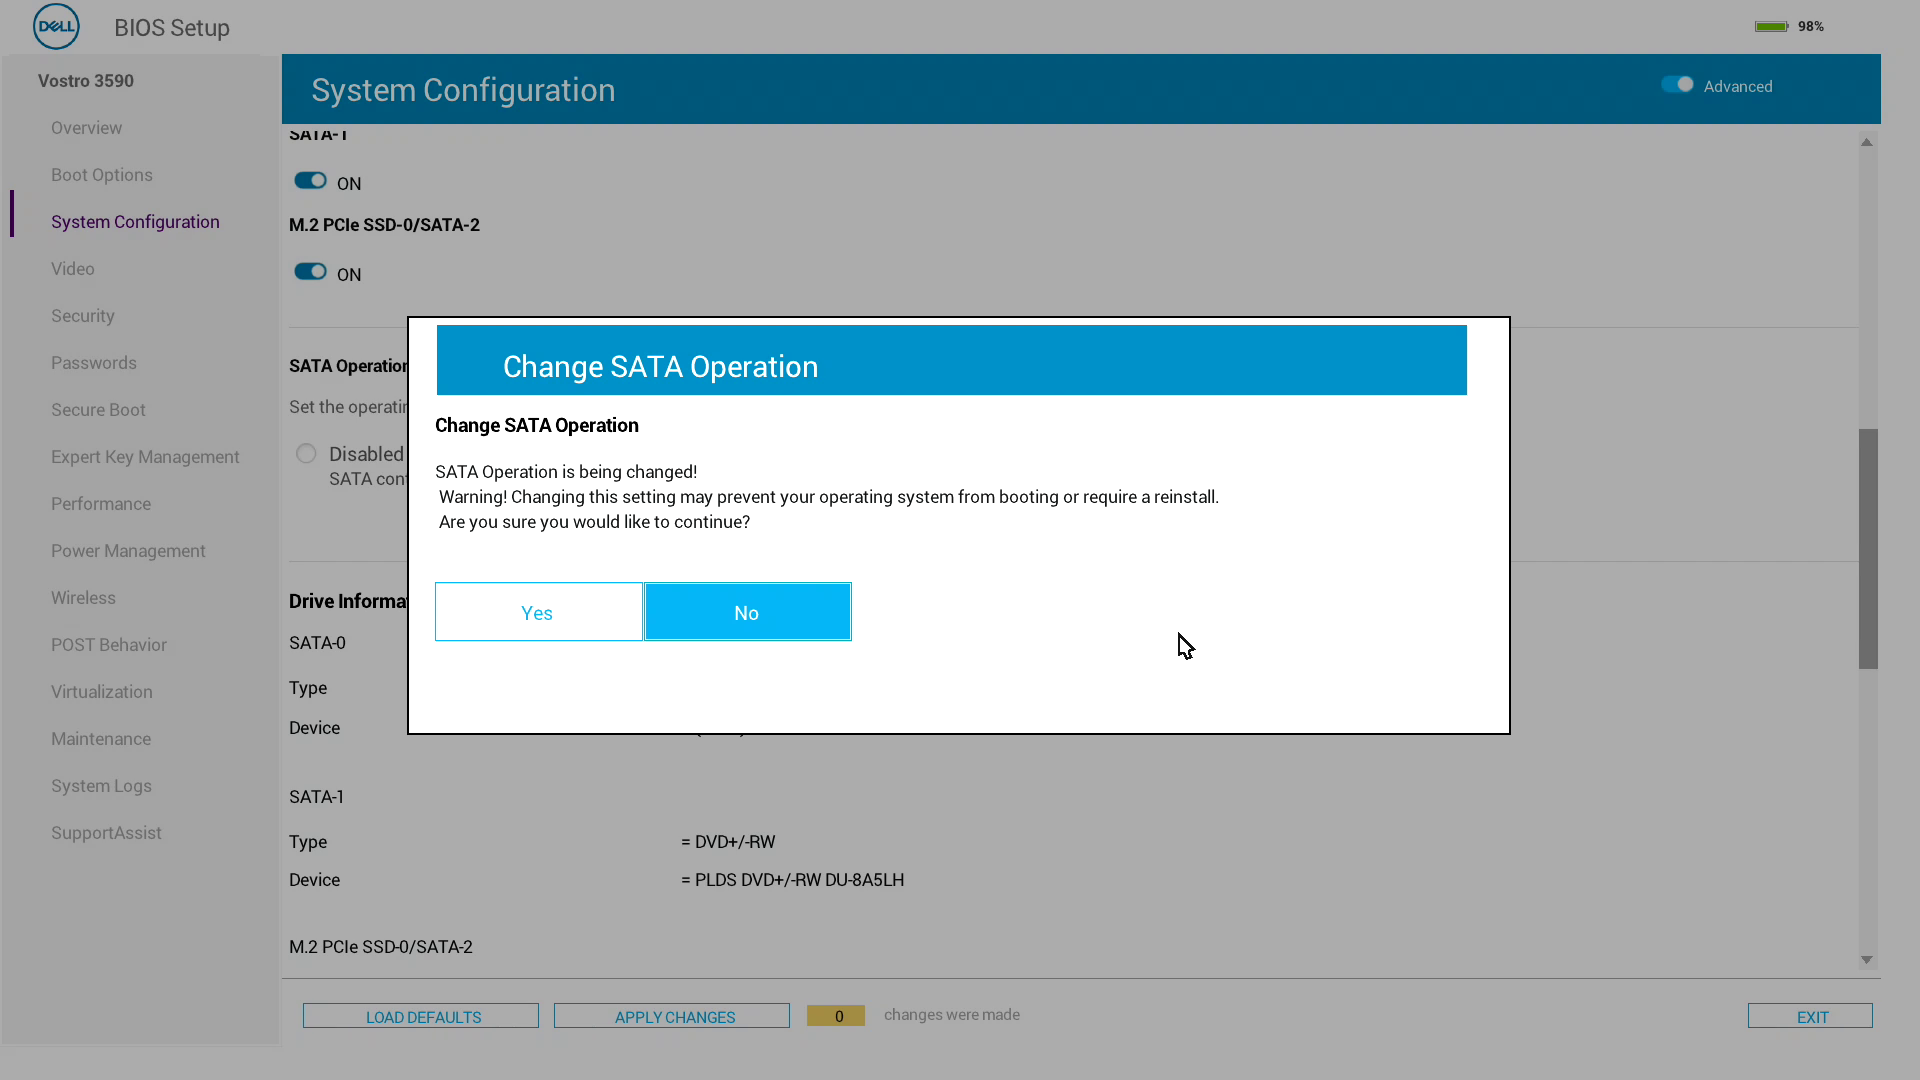 DELL
BIOS Setup
98%
Vostro 3590
Overview
Boot Options
System Configuration
Video
Security
Passwords
Secure Boot
Expert Key Management
Performance
Power Management
Wireless
POST Behavior
Virtualization
Maintenance
System Logs
SupportAssist
System Configuration
Advanced
SATA-1
ON
M.2 PCIe SSD-0/SATA-2
ON
SATA Operation
Set the
Disabled
SATA
Change SATA Operation
Change SATA Operation
SATA Operation is being changed!
Warning! Changing this setting may prevent your operating system from booting or require a reinstall.
Are you sure you would like to continue?
Yes
No
Drive
SATA-0
Type
Device
SATA-1
Type = DVD+/-RW
Device = PLDS DVD+/-RW DU-8A5LH
M.2 PCIe SSD-0/SATA-2
LOAD DEFAULTS
APPLY CHANGES
0
changes were made
EXIT